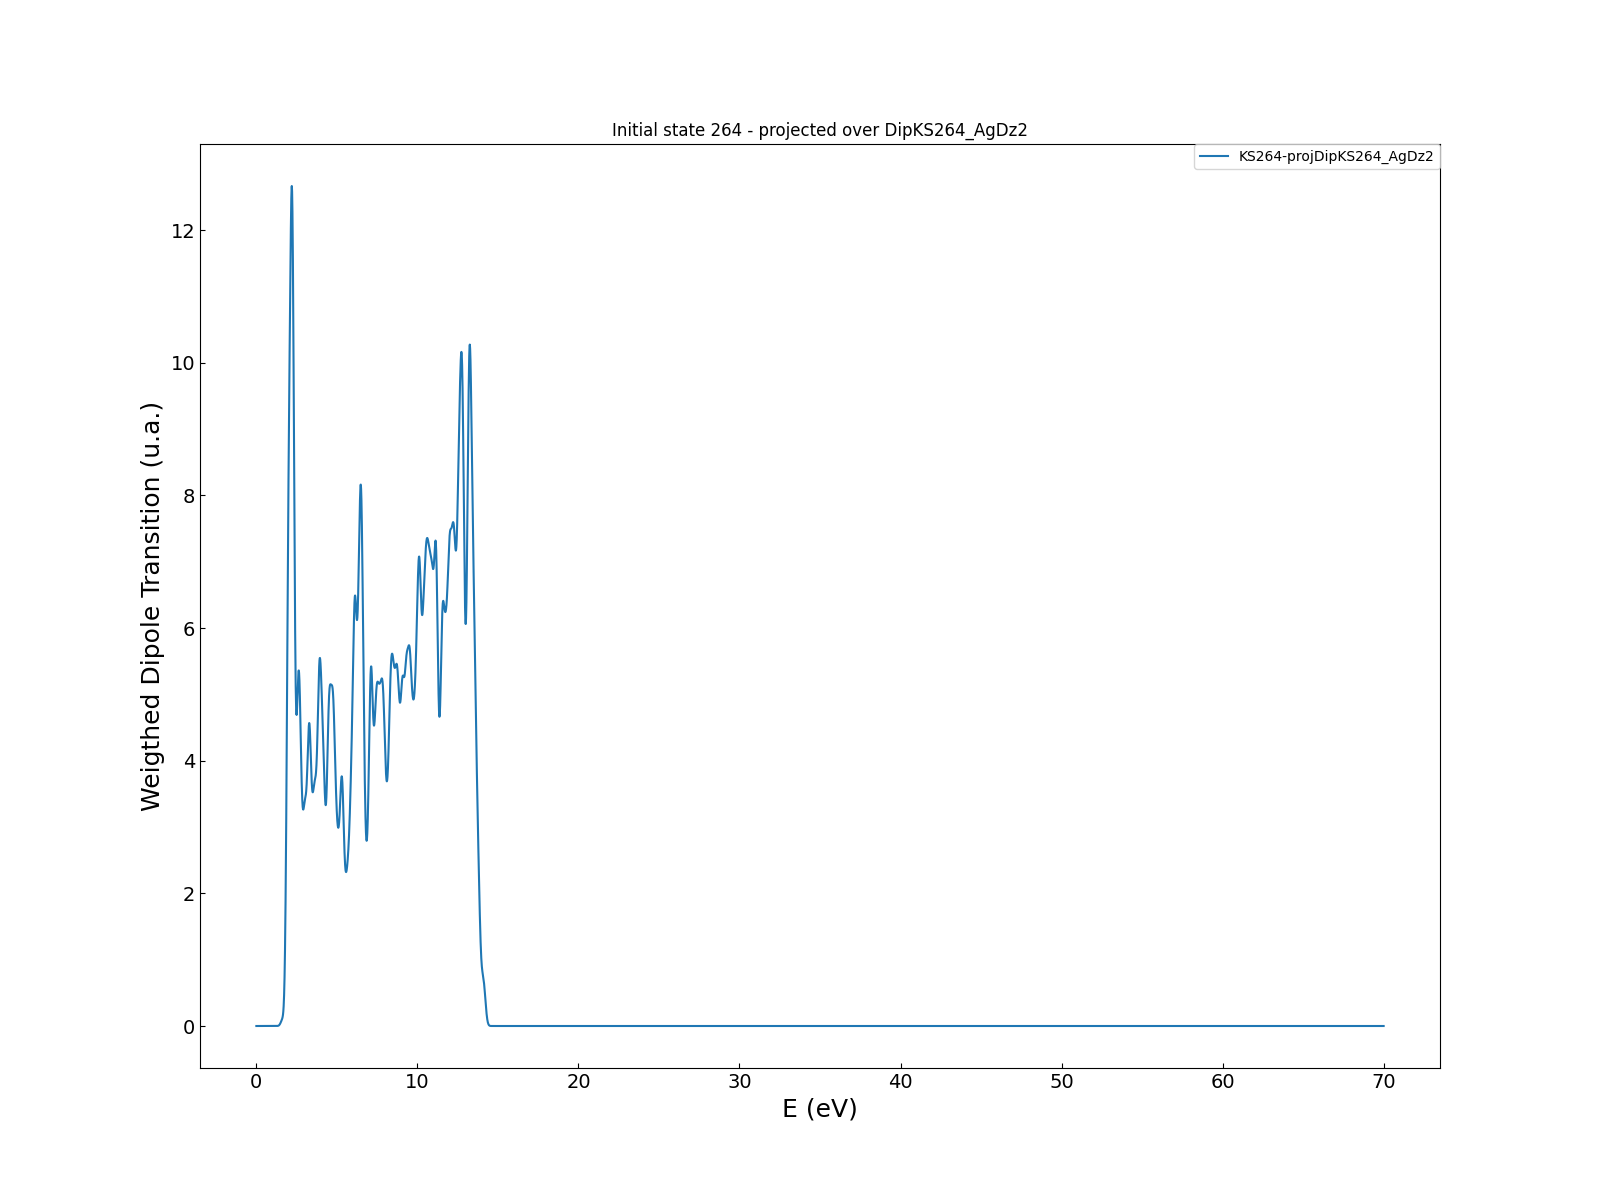 Initial state 264 - projected over DipKS264_AgDz2
KS264-projDipKS264_AgDz2
Weigthed Dipole Transition (u.a.)
12
10
8
6
4
2
0
0 10 20 30 40 50 60 70
E (eV)